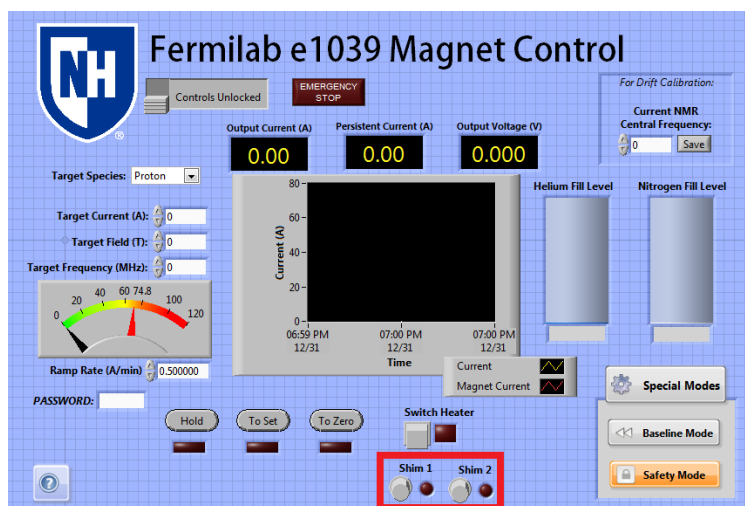 NH
®
Fermilab e1039 Magnet Control
Controls Unlocked
EMERGENCY
STOP
For Drift Calibration:
Current NMR
Central Frequency:
0
Save
Output Current (A)
Persistent Current (A)
Output Voltage (V)
0.00
0.00
0.000
Target Species:
Proton
Target Current (A):
0
Target Field (T):
0
Target Frequency (MHz):
0
0
20
40
60
74.8
100
120
Ramp Rate (A/min)
0.500000
PASSWORD:
80
60
40
20
0
Current (A)
06:59 PM
12/31
07:00 PM
12/31
07:00 PM
12/31
Time
Helium Fill Level
Nitrogen Fill Level
Current
Magnet Current
Hold
To Set
To Zero
Switch Heater
Shim 1
Shim 2
Special Modes
Baseline Mode
Safety Mode
?